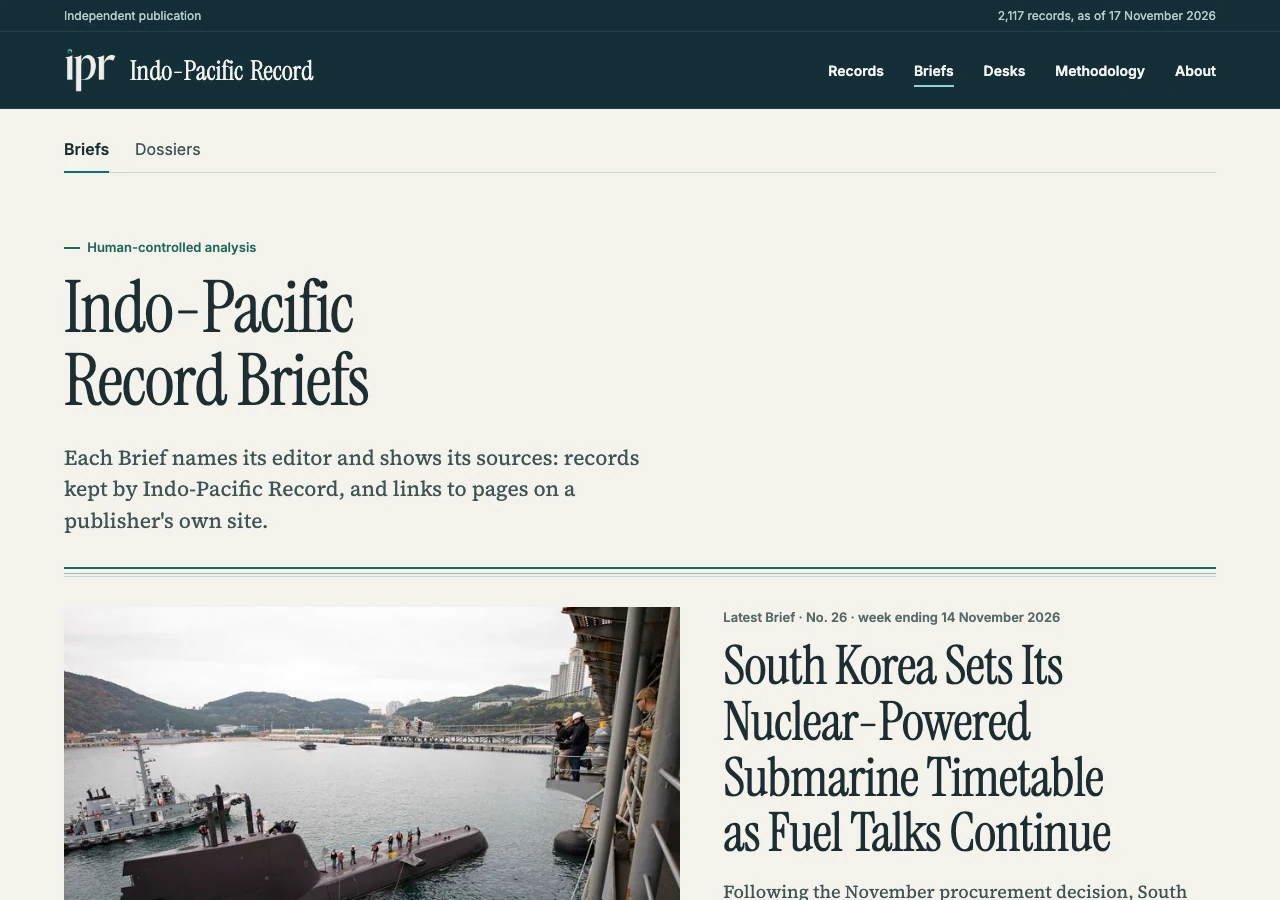 Independent publication
2,117 records, as of 17 November 2026
ipr
Indo-Pacific Record
Records
Briefs
Desks
Methodology
About
Briefs
Dossiers
Human-controlled analysis
Indo-Pacific
Record Briefs
Each Brief names its editor and shows its sources: records
kept by Indo-Pacific Record, and links to pages on a
publisher's own site.
Latest Brief · No. 26 · week ending 14 November 2026
South Korea Sets Its
Nuclear-Powered
Submarine Timetable
as Fuel Talks Continue
Following the November procurement decision, South